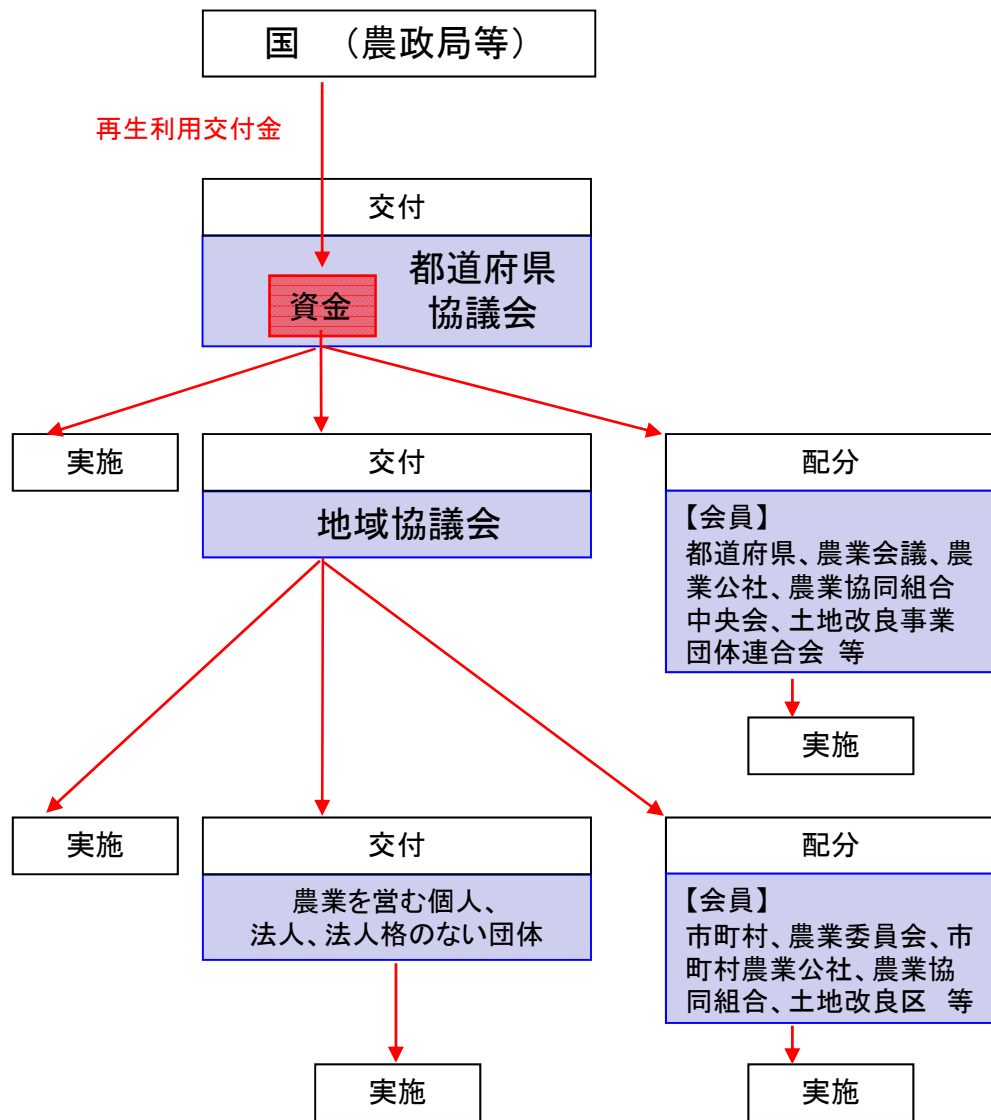 国　（農政局等）
再生利用交付金
交付
都道府県
協議会
資金
実施
交付
地域協議会
配分
【会員】
都道府県、農業会議、農
業公社、農業協同組合
中央会、土地改良事業
団体連合会 等
実施
実施
交付
農業を営む個人、
法人、法人格のない団体
実施
配分
【会員】
市町村、農業委員会、市
町村農業公社、農業協
同組合、土地改良区　等
実施